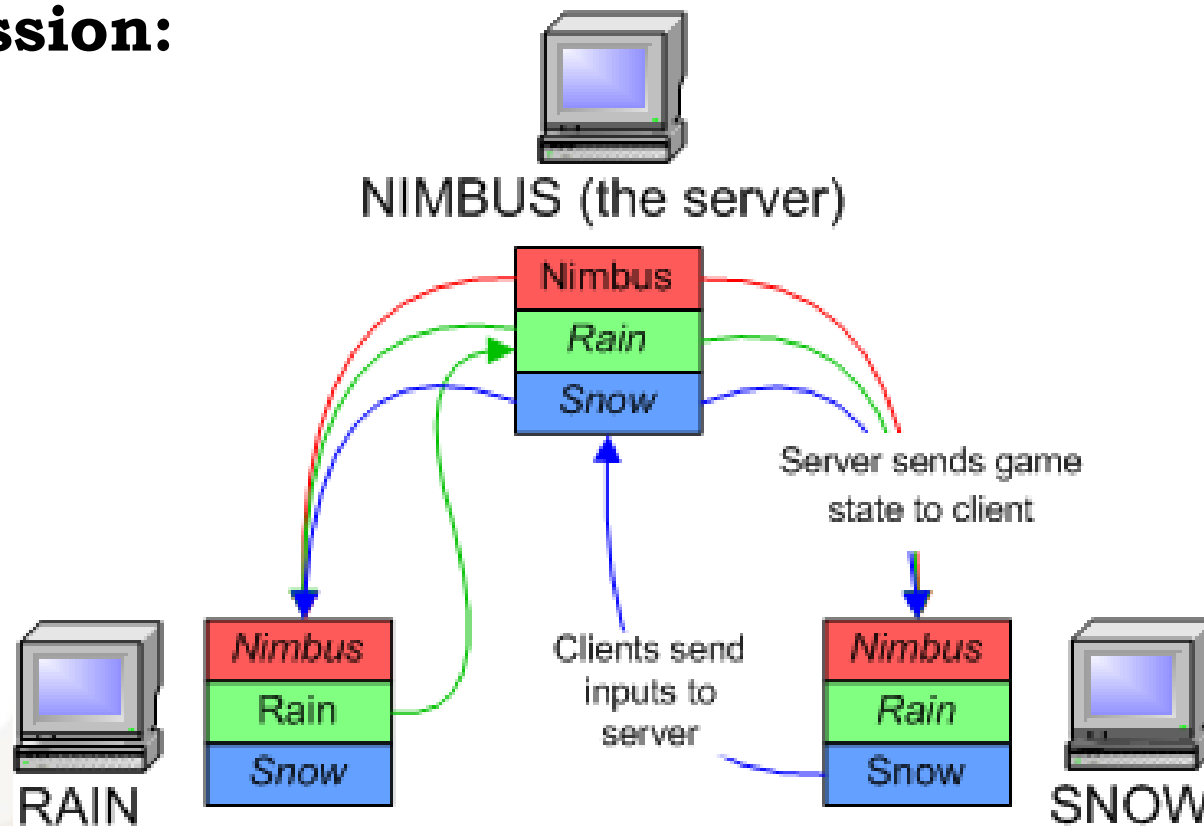 ssion:
NIMBUS (the server)
Nimbus
Rain
Snow
Server sends game
state to client
Nimbus
Rain
Snow
Clients send
inputs to
server
Nimbus
Rain
Snow
RAIN
SNOW